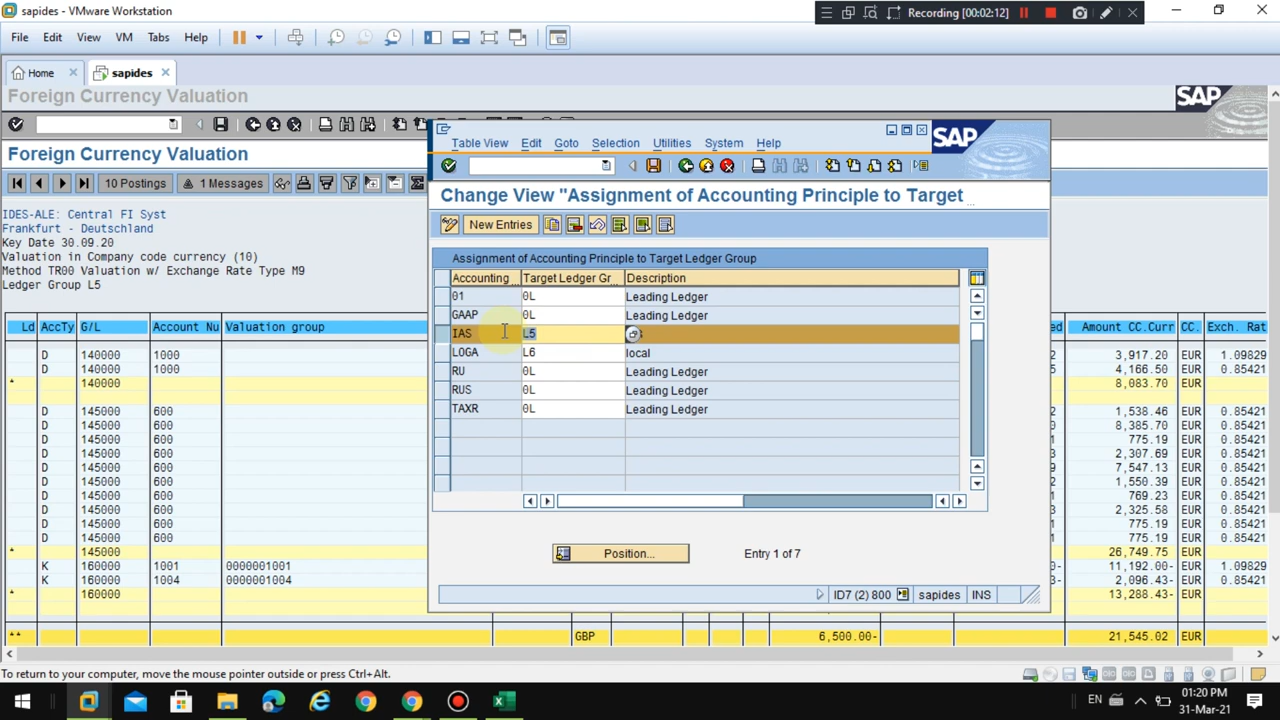 sapides - VMware Workstation
Recording [00:02:12]
File Edit View VM Tabs Help
Home sapides
Foreign Currency Valuation
SAP
Foreign Currency Valuation
10 Postings 1 Messages
IDES-ALE: Central FI Syst
Frankfurt - Deutschland
Key Date 30.09.20
Valuation in Company code currency (10)
Method TR00 Valuation w/ Exchange Rate Type M9
Ledger Group L5
Ld AccTy G/L Account Nu Valuation group
D 140000 1000
D 140000 1000
* 140000
D 145000 600
D 145000 600
D 145000 600
D 145000 600
D 145000 600
D 145000 600
D 145000 600
D 145000 600
D 145000 600
D 145000 600
* 145000
K 160000 1001 0000001001
K 160000 1004 0000001004
* 160000
** GBP 6,500.00- 21,545.02 EUR
Table View Edit Goto Selection Utilities System Help
SAP
Change View "Assignment of Accounting Principle to Target ...
New Entries
Assignment of Accounting Principle to Target Ledger Group
Accounting ... Target Ledger Gr... Description
01 0L Leading Ledger
GAAP 0L Leading Ledger
IAS L5
LOGA L6 local
RU 0L Leading Ledger
RUS 0L Leading Ledger
TAXR 0L Leading Ledger
Position... Entry 1 of 7
ID7 (2) 800 sapides INS
Amount CC.Curr CC. Exch. Rat
3,917.20 EUR 1.09829
4,166.50 EUR 0.85421
8,083.70 EUR
1,538.46 EUR 0.85421
8,385.70 EUR 0.85421
775.19 EUR 0.85421
2,307.69 EUR 0.85421
7,547.13 EUR 0.85421
1,550.39 EUR 0.85421
769.23 EUR 0.85421
2,325.58 EUR 0.85421
775.19 EUR 0.85421
775.19 EUR 0.85421
26,749.75 EUR
11,192.00- EUR 1.09829
2,096.43- EUR 0.85421
13,288.43- EUR
To return to your computer, move the mouse pointer outside or press Ctrl+Alt.
EN 01:20 PM
31-Mar-21